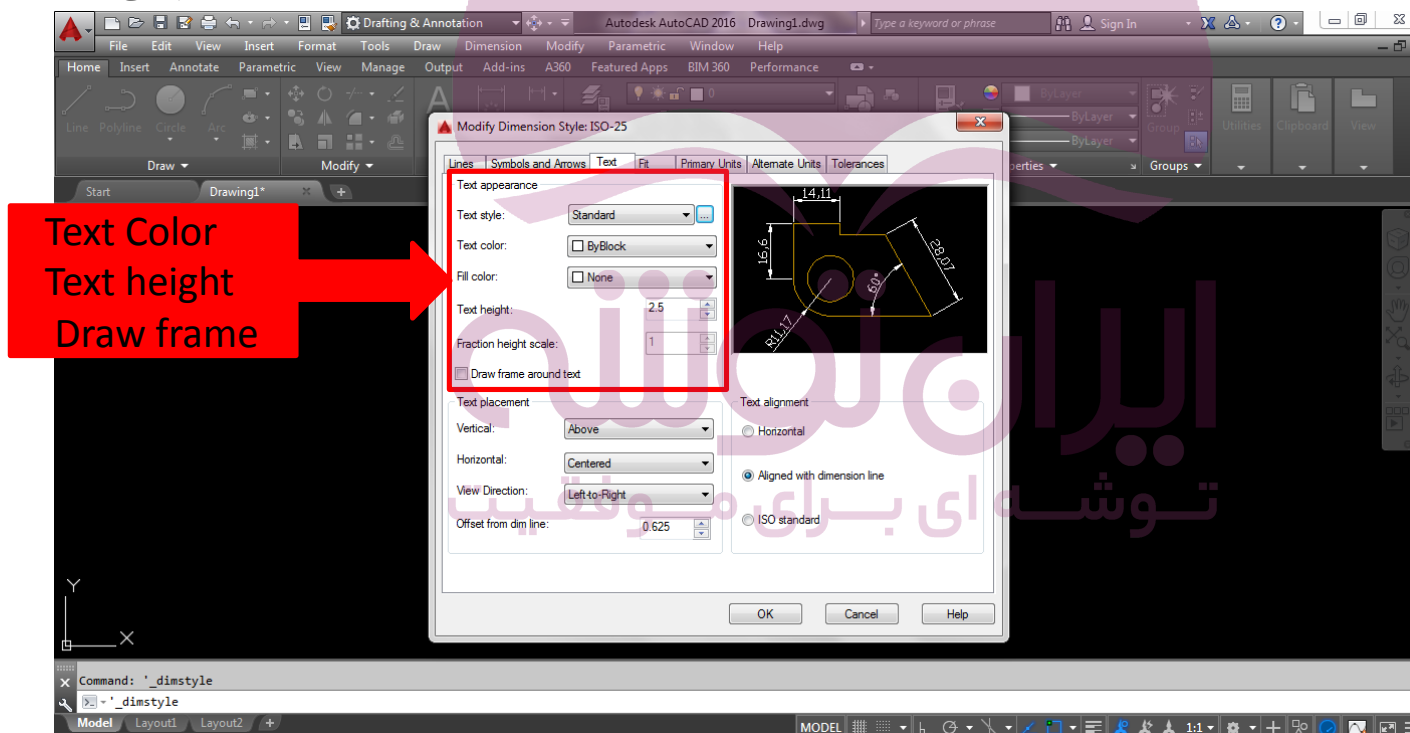 Drafting & Annotation
Autodesk AutoCAD 2016 Drawing1.dwg
Type a keyword or phrase
Sign In
File Edit View Insert Format Tools Draw Dimension Modify Parametric Window Help
Home Insert Annotate Parametric View Manage Output Add-ins A360 Featured Apps BIM 360 Performance
A
0
ByLayer
Line Polyline Circle Arc
ByLayer
Group
Utilities Clipboard View
ByLayer
Draw
Modify
perties
Groups
Start
Drawing1*
Modify Dimension Style: ISO-25
Lines Symbols and Arrows Text Fit Primary Units Alternate Units Tolerances
Text appearance
Text style: Standard ...
Text color: ByBlock
Fill color: None
Text height: 2.5
Fraction height scale: 1
Draw frame around text
14,11
16,6
28,07
60°
R11,17
Text Color
Text height
Draw frame
Text placement
Vertical: Above
Horizontal: Centered
View Direction: Left-to-Right
Offset from dim line: 0.625
Text alignment
Horizontal
Aligned with dimension line
ISO standard
OK Cancel Help
ایران توشه
توشه ای برای موفقیت
Y
X
Command: '_dimstyle
'_dimstyle
Model Layout1 Layout2 +
MODEL
1:1